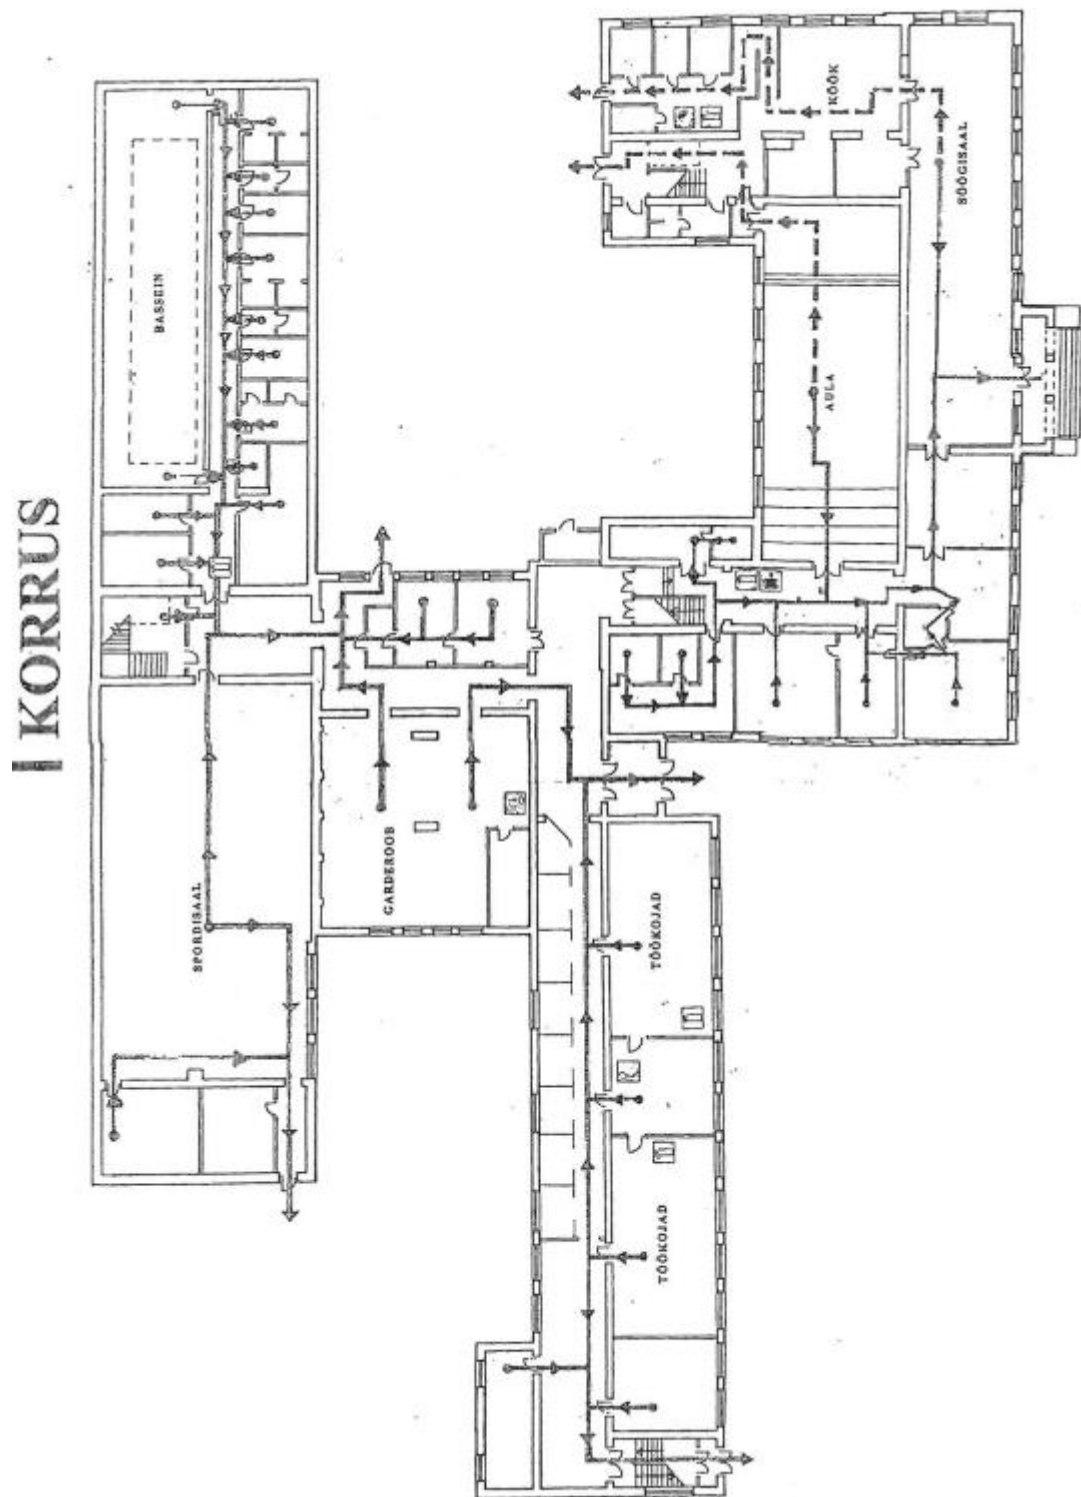 I KORRUS
BASSEIN
KÖÖK
SÖÖGISAAL
AULA
SPORDISAAL
GARDEROOB
TÖÖKOJAD
TÖÖKOJAD